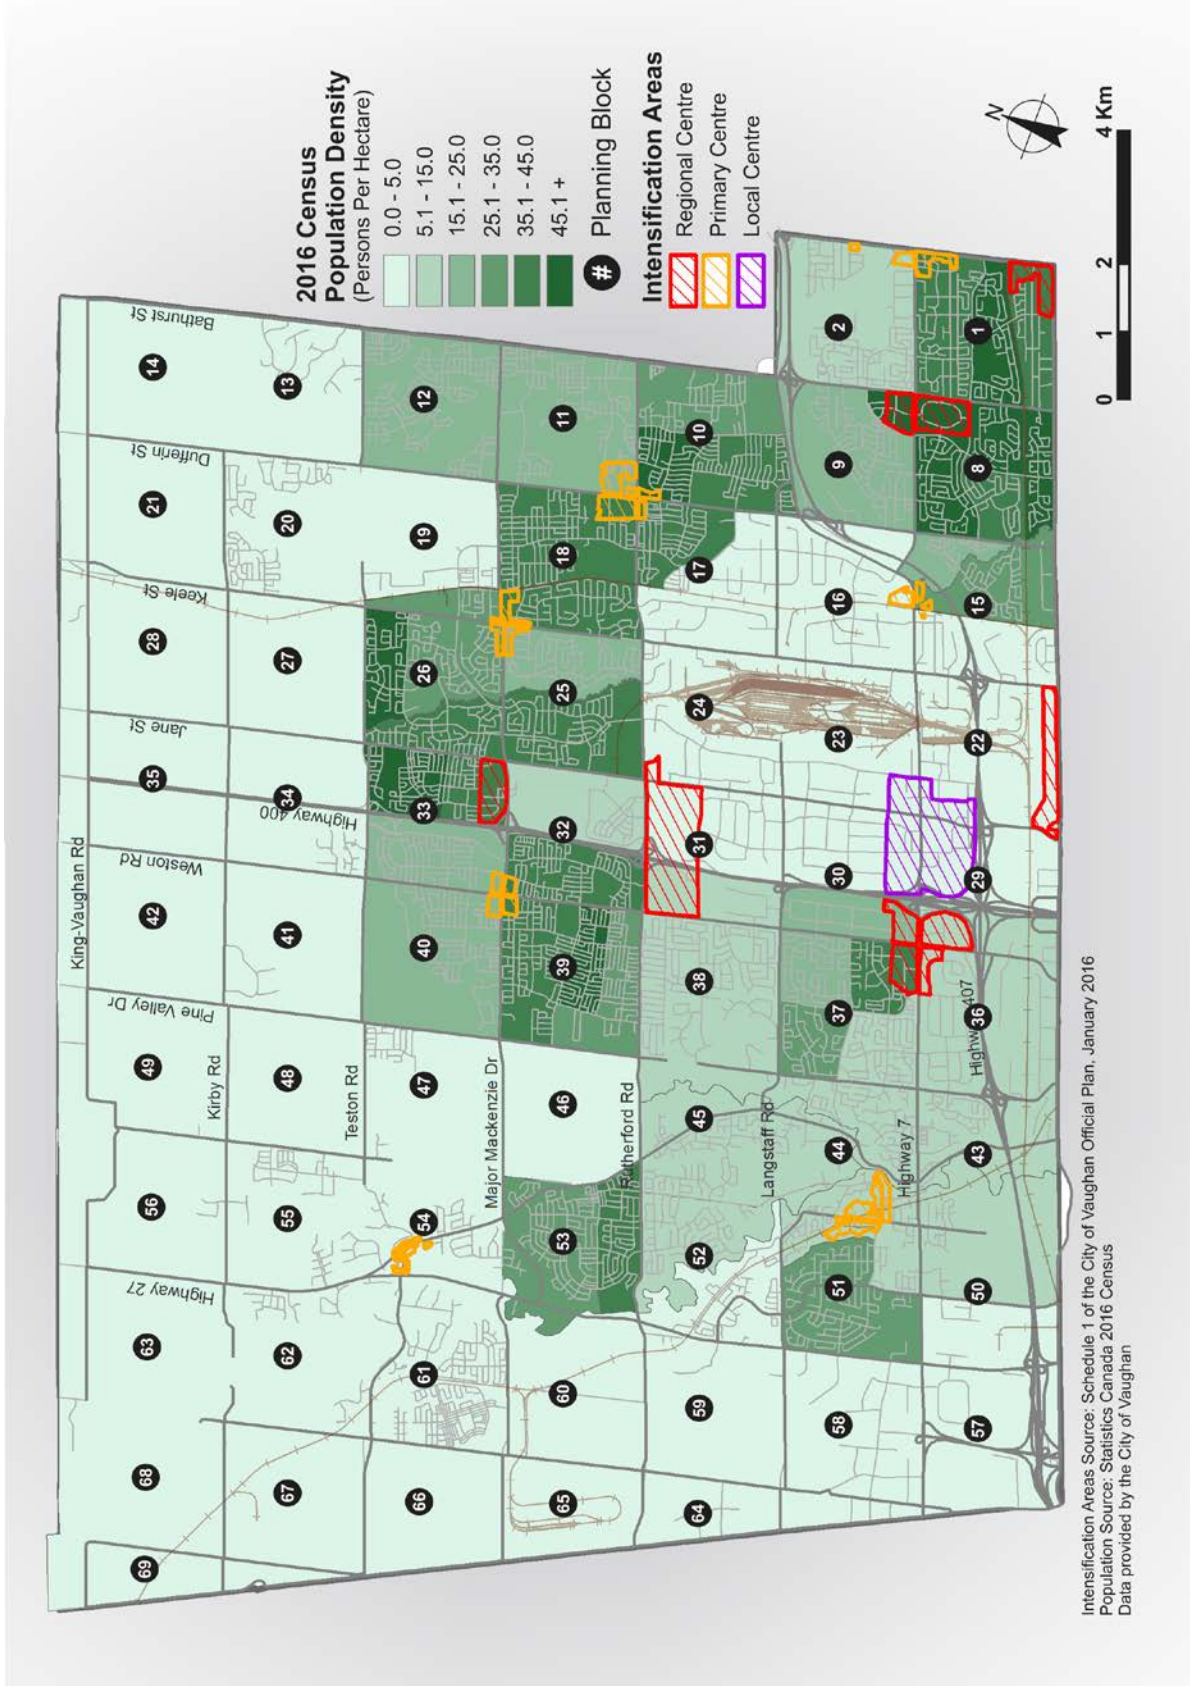 2016 Census
Population Density
(Persons Per Hectare)
0.0 - 5.0
5.1 - 15.0
15.1 - 25.0
25.1 - 35.0
35.1 - 45.0
45.1 +
# Planning Block
Intensification Areas
Regional Centre
Primary Centre
Local Centre
N
0 1 2 4 Km
King-Vaughan Rd
Kirby Rd
Teston Rd
Major Mackenzie Dr
Rutherford Rd
Langstaff Rd
Highway 7
Highway 407
Highway 27
Pine Valley Dr
Weston Rd
Highway 400
Jane St
Keele St
Dufferin St
Bathurst St
69
68
63
56
49
42
35
28
21
14
67
62
55
48
41
34
27
20
13
66
61
54
47
40
33
26
19
12
65
60
53
46
39
32
25
18
11
64
59
52
45
38
31
24
17
10
58
51
44
37
30
23
16
9
2
57
50
43
36
29
22
15
8
1
Intensification Areas Source: Schedule 1 of the City of Vaughan Official Plan, January 2016
Population Source: Statistics Canada 2016 Census
Data provided by the City of Vaughan